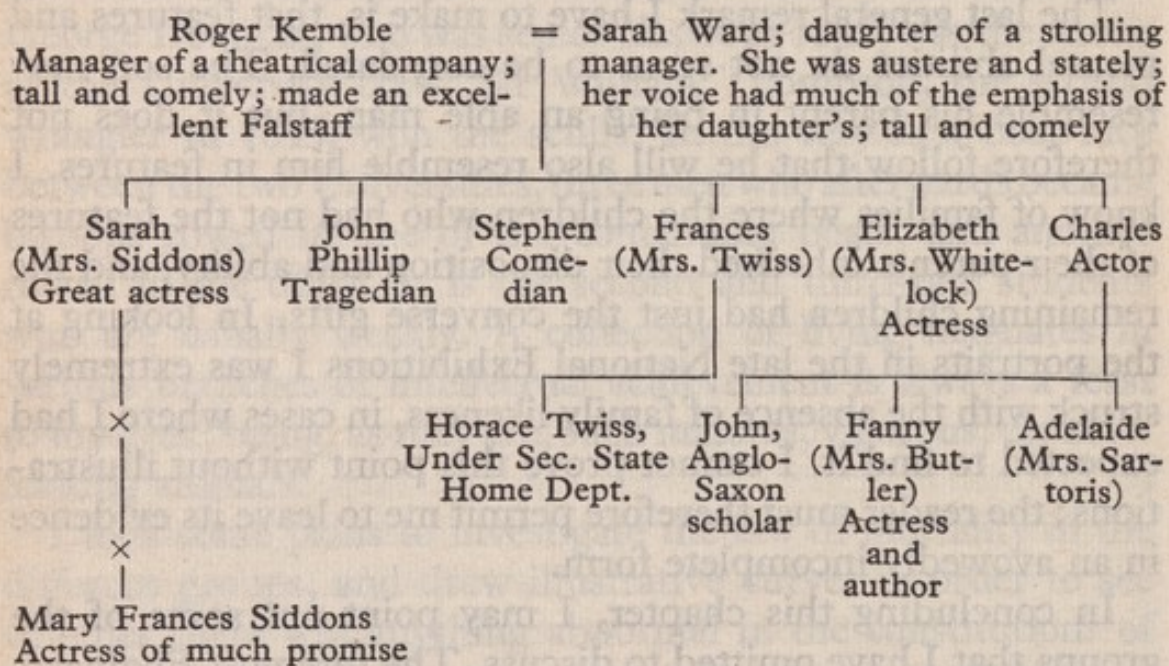 Roger Kemble
Manager of a theatrical company;
tall and comely; made an excel-
lent Falstaff
=
Sarah Ward; daughter of a strolling
manager. She was austere and stately;
her voice had much of the emphasis of
her daughter's; tall and comely
Sarah
(Mrs. Siddons)
Great actress
John
Phillip
Tragedian
Stephen
Come-
dian
Frances
(Mrs. Twiss)
Elizabeth
(Mrs. White-
lock)
Actress
Charles
Actor
×
×
Mary Frances Siddons
Actress of much promise
Horace Twiss,
Under Sec. State
Home Dept.
John,
Anglo-
Saxon
scholar
Fanny
(Mrs. But-
ler)
Actress
and
author
Adelaide
(Mrs. Sar-
toris)